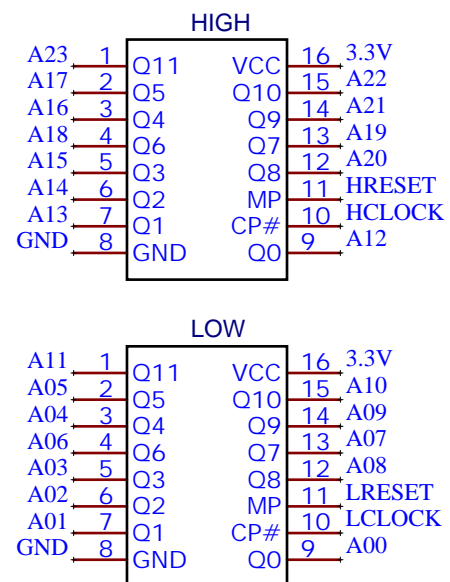 HIGH
A23 1 Q11 VCC 16 3.3V
A17 2 Q5 Q10 15 A22
A16 3 Q4 Q9 14 A21
A18 4 Q6 Q7 13 A19
A15 5 Q3 Q8 12 A20
A14 6 Q2 MP 11 HRESET
A13 7 Q1 CP# 10 HCLOCK
GND 8 GND Q0 9 A12
LOW
A11 1 Q11 VCC 16 3.3V
A05 2 Q5 Q10 15 A10
A04 3 Q4 Q9 14 A09
A06 4 Q6 Q7 13 A07
A03 5 Q3 Q8 12 A08
A02 6 Q2 MP 11 LRESET
A01 7 Q1 CP# 10 LCLOCK
GND 8 GND Q0 9 A00